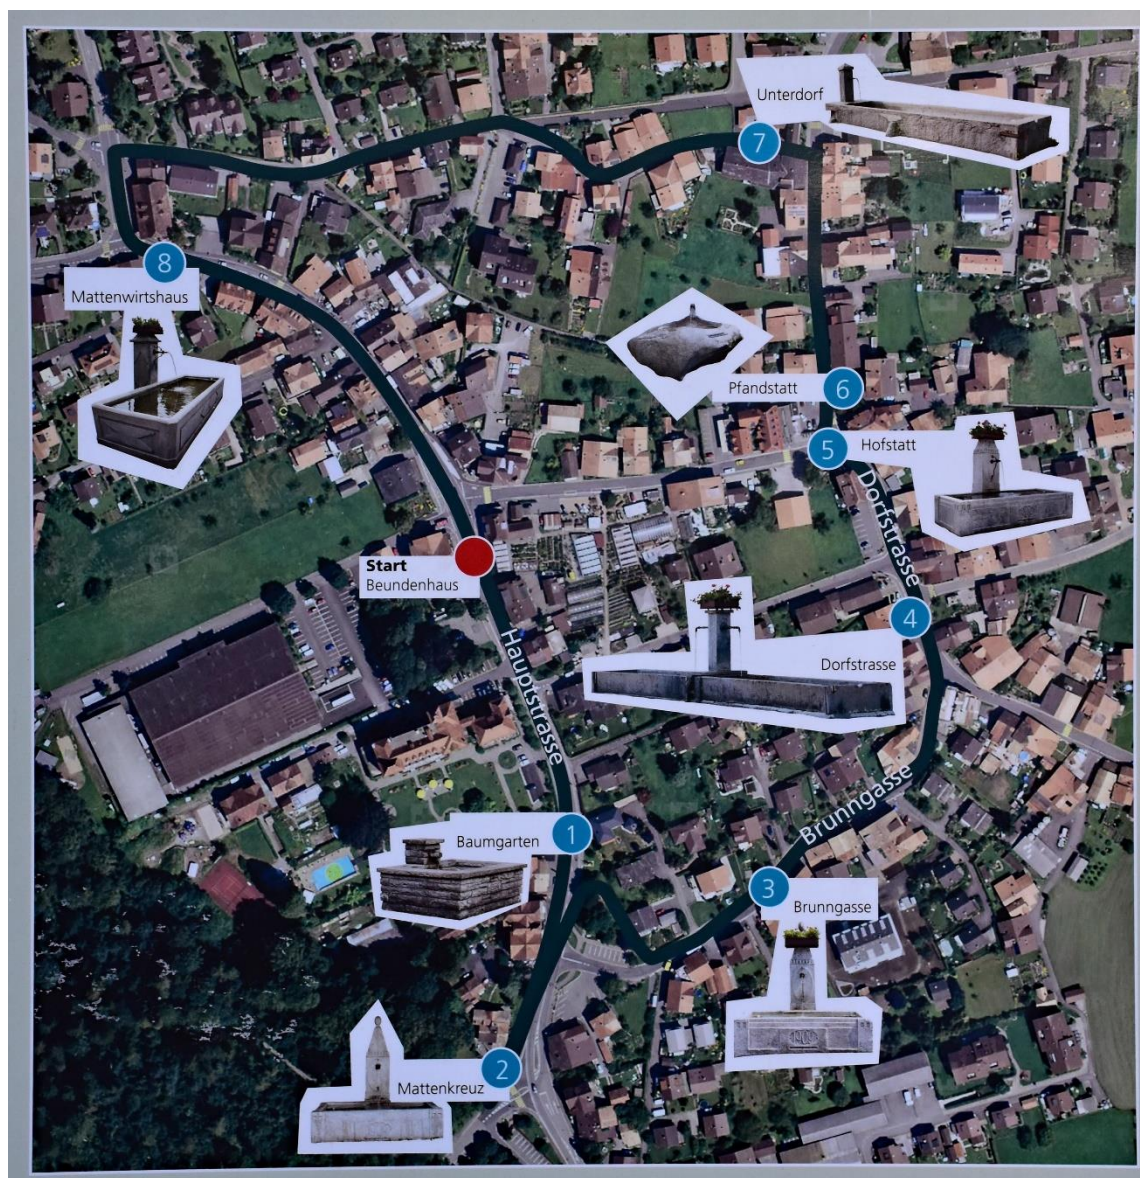 Unterdorf
7
8
Mattenwirtshaus
Pfandstatt
6
5
Hofstatt
Dorfstrasse
Start
Beundenhaus
4
Dorfstrasse
Hauptstrasse
Brunngasse
Baumgarten
1
3
Brunngasse
Mattenkreuz
2